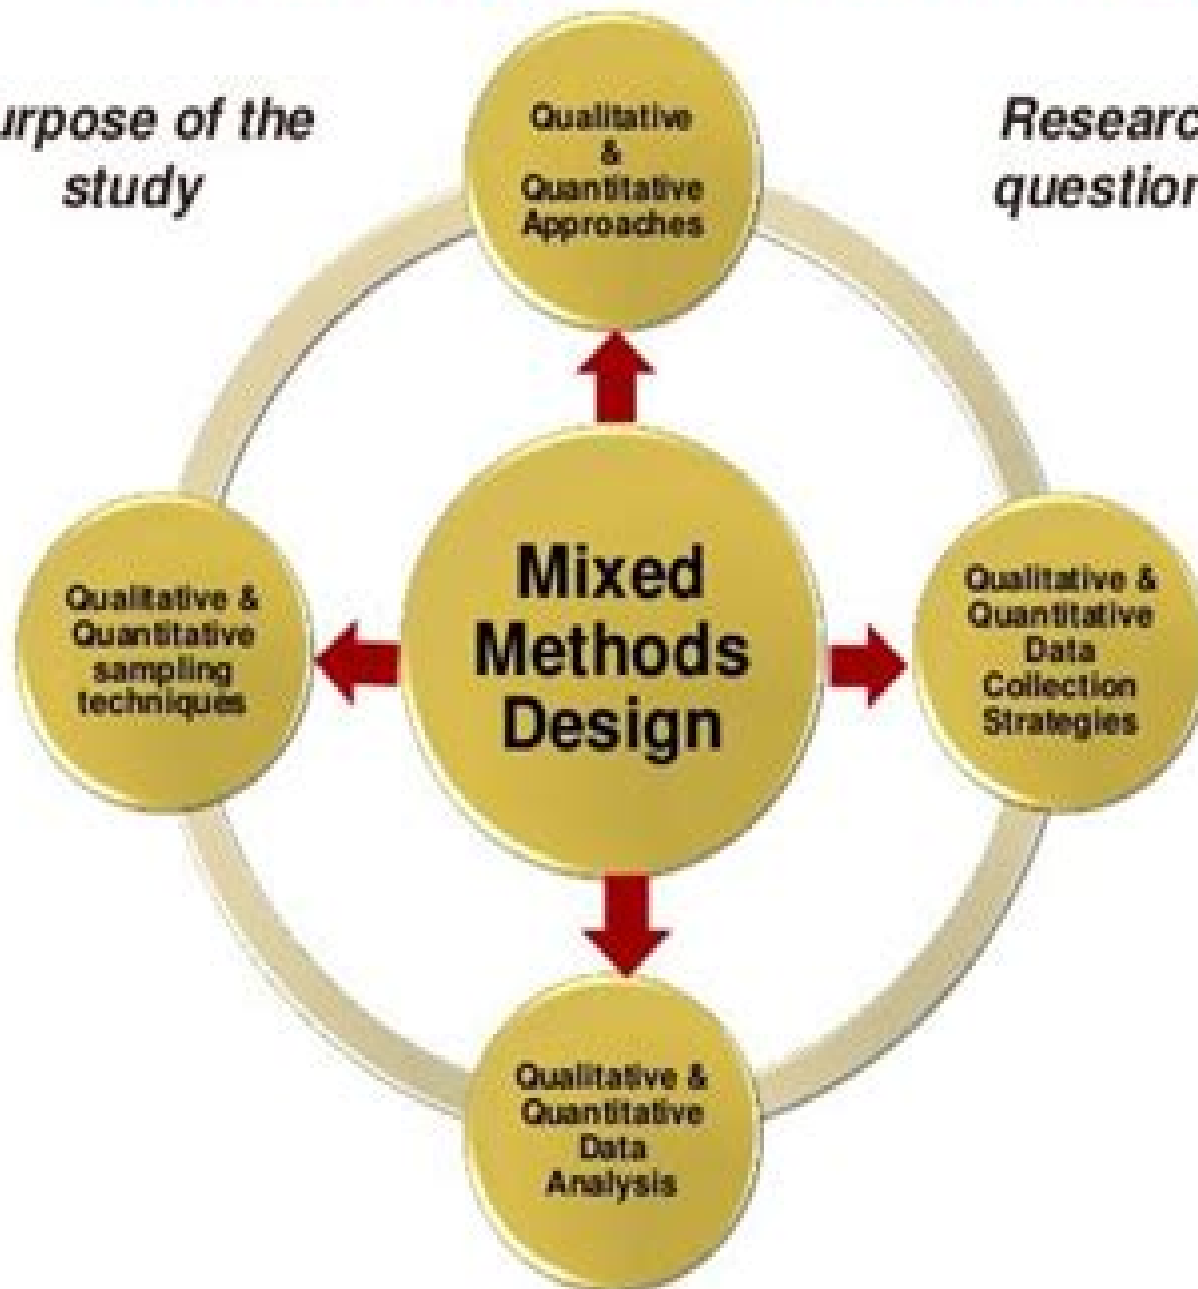 urpose of the
study
Researc
question
Qualitative
&
Quantitative
Approaches
Qualitative &
Quantitative
sampling
techniques
Mixed
Methods
Design
Qualitative &
Quantitative
Data
Collection
Strategies
Qualitative &
Quantitative
Data
Analysis